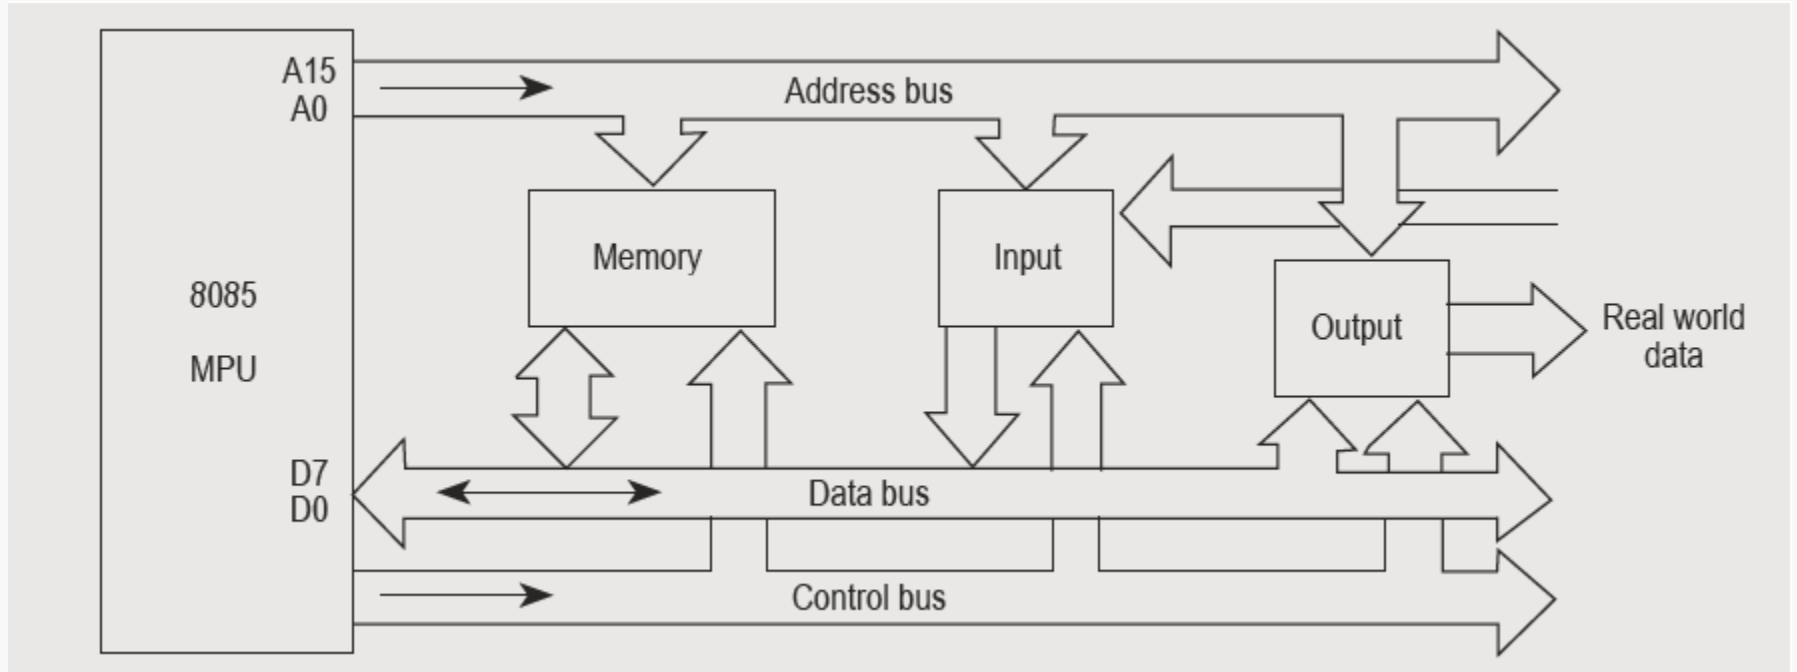 A15
A0
Address bus
Memory
Input
8085
MPU
Output
Real world
data
D7
D0
Data bus
Control bus